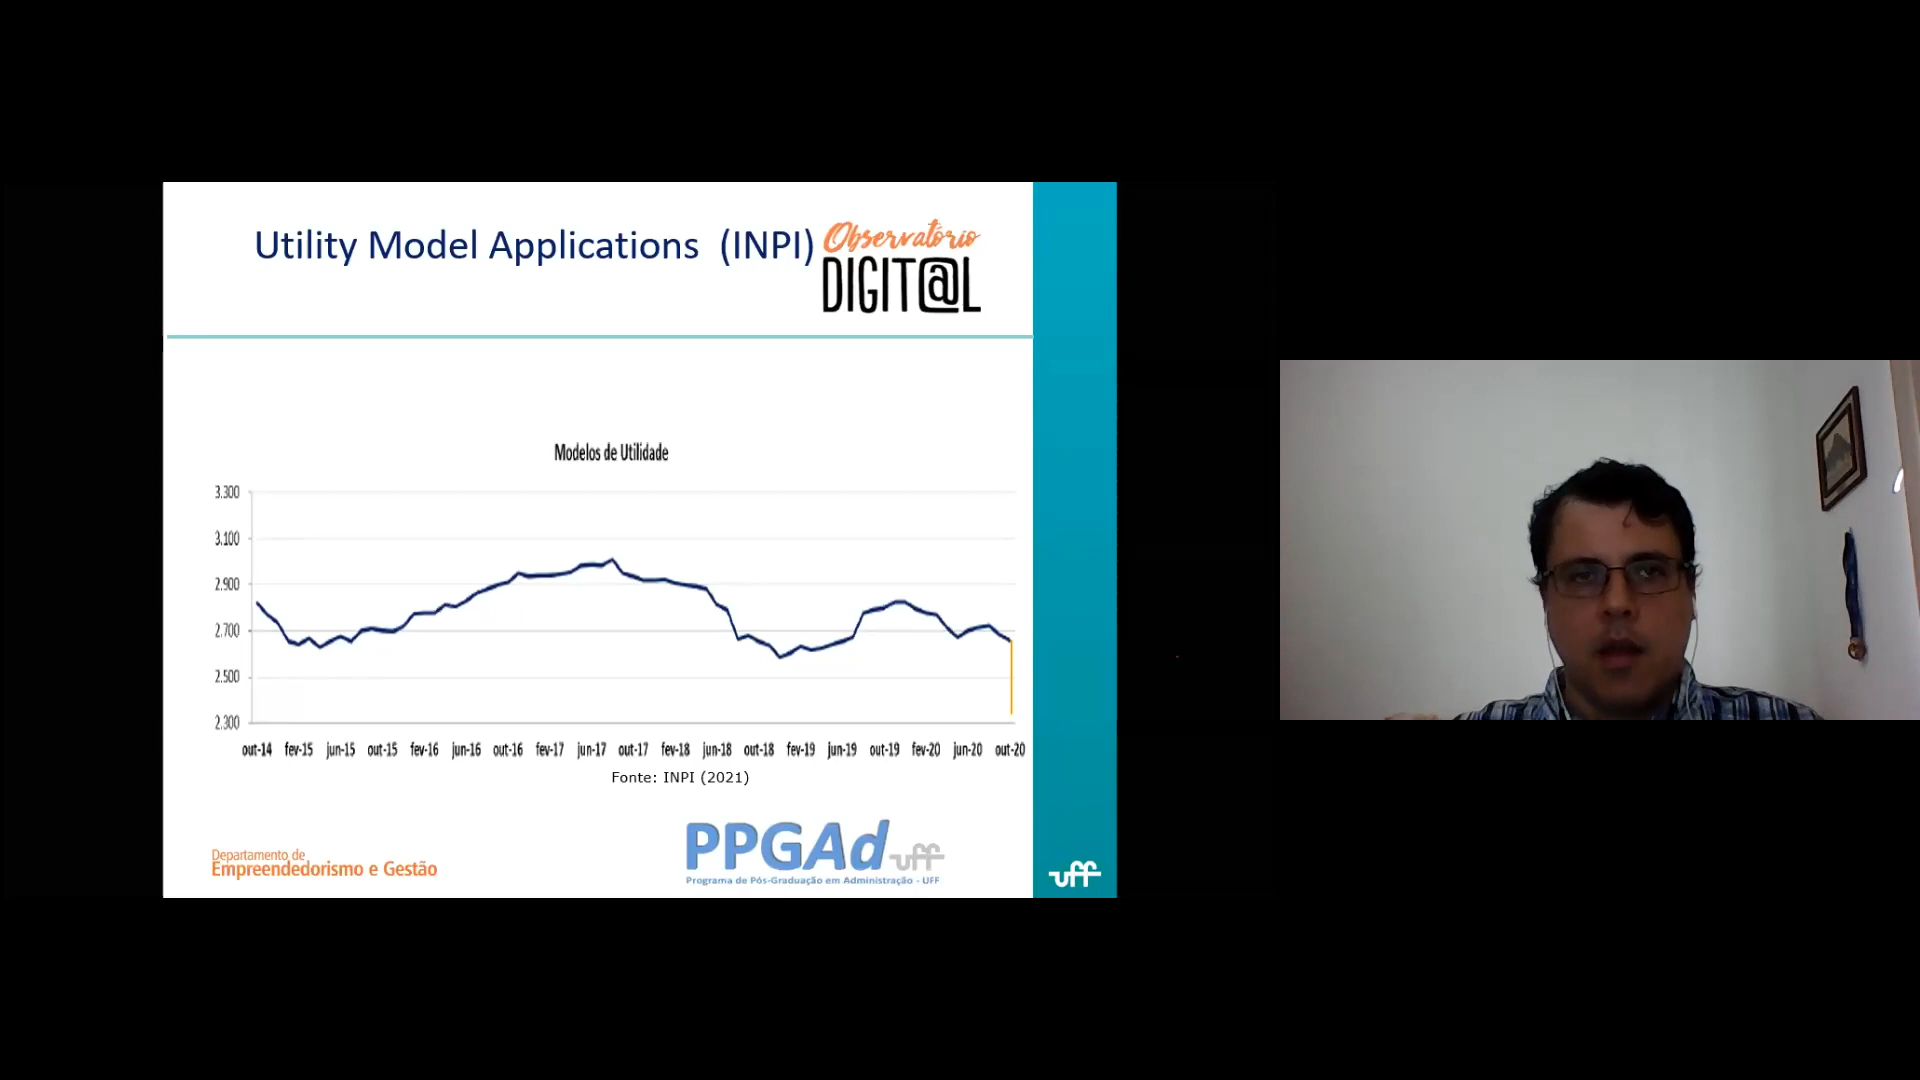 Utility Model Applications (INPI)
Observatório
DIGIT@L
Modelos de Utilidade
3.300
3.100
2.900
2.700
2.500
2.300
out-14 fev-15 jun-15 out-15 fev-16 jun-16 out-16 fev-17 jun-17 out-17 fev-18 jun-18 out-18 fev-19 jun-19 out-19 fev-20 jun-20 out-20
Fonte: INPI (2021)
Departamento de
Empreendedorismo e Gestão
PPGAd uff
Programa de Pós-Graduação em Administração - UFF
uff